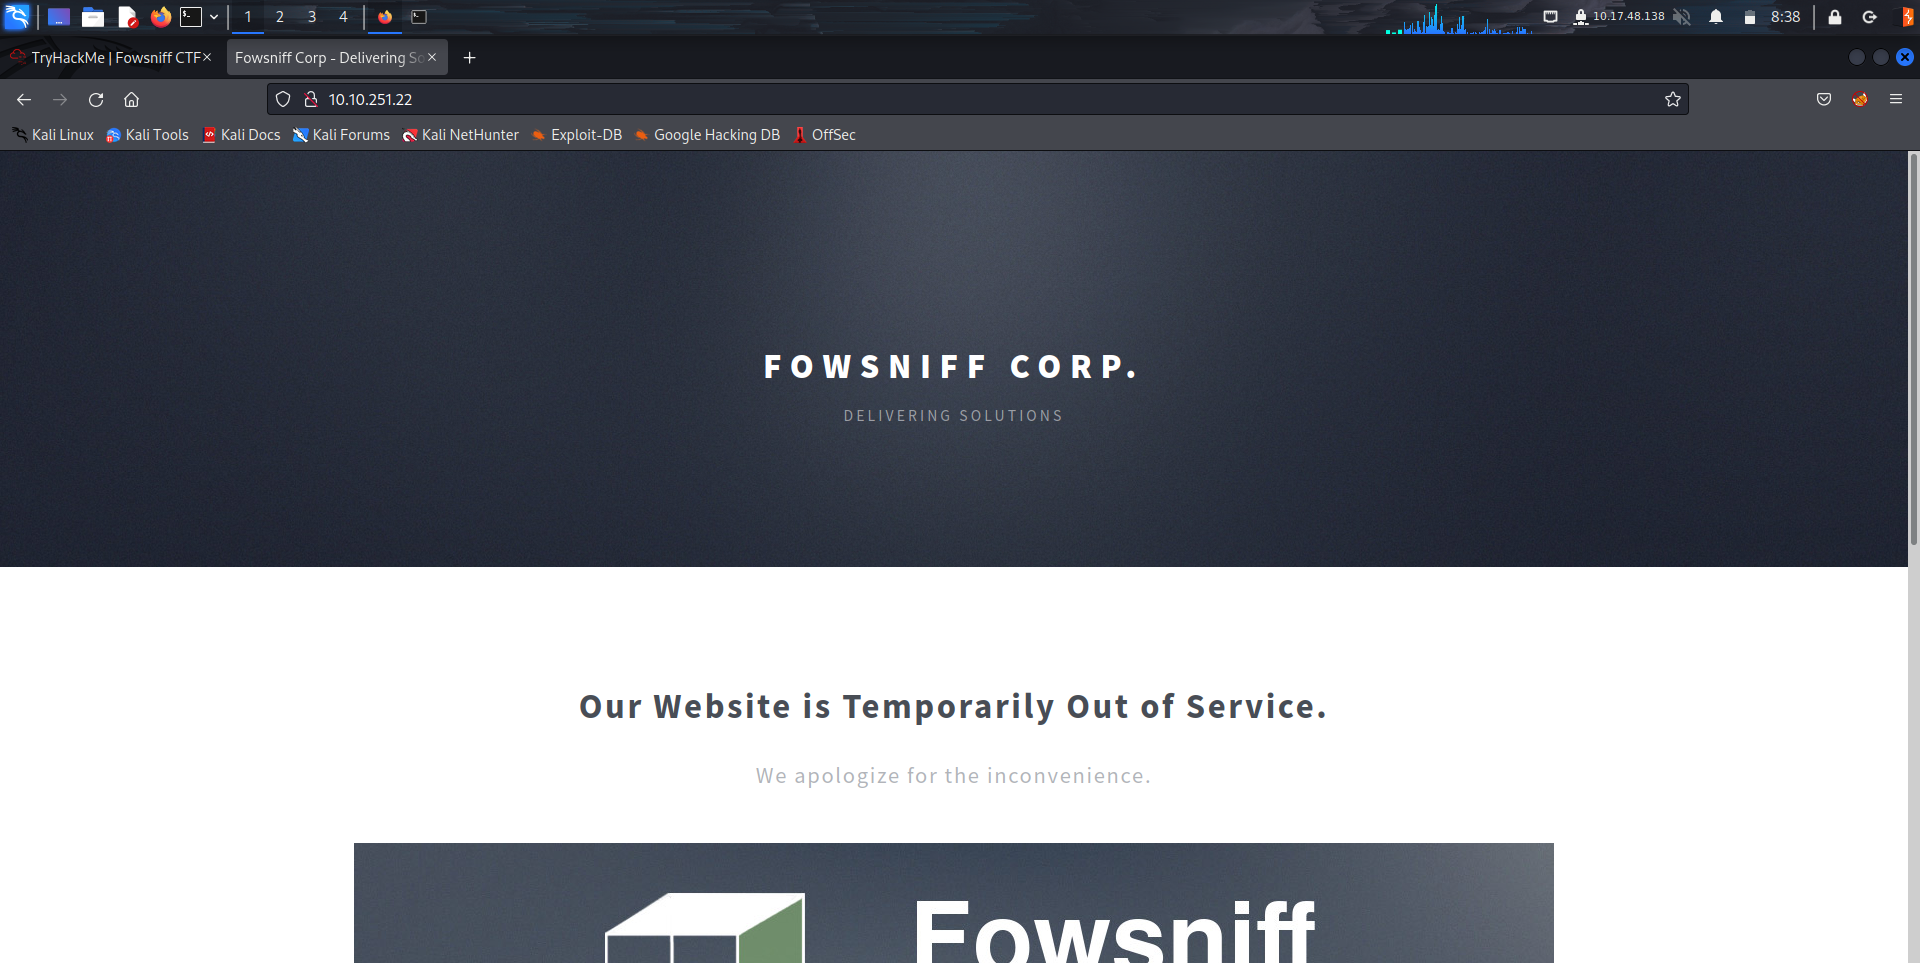 1 2 3 4 10.17.48.138 8:38
TryHackMe | Fowsniff CTF Fowsniff Corp - Delivering So
10.10.251.22
Kali Linux Kali Tools Kali Docs Kali Forums Kali NetHunter Exploit-DB Google Hacking DB OffSec
FOWSNIFF CORP.
DELIVERING SOLUTIONS
Our Website is Temporarily Out of Service.
We apologize for the inconvenience.
Fowsniff